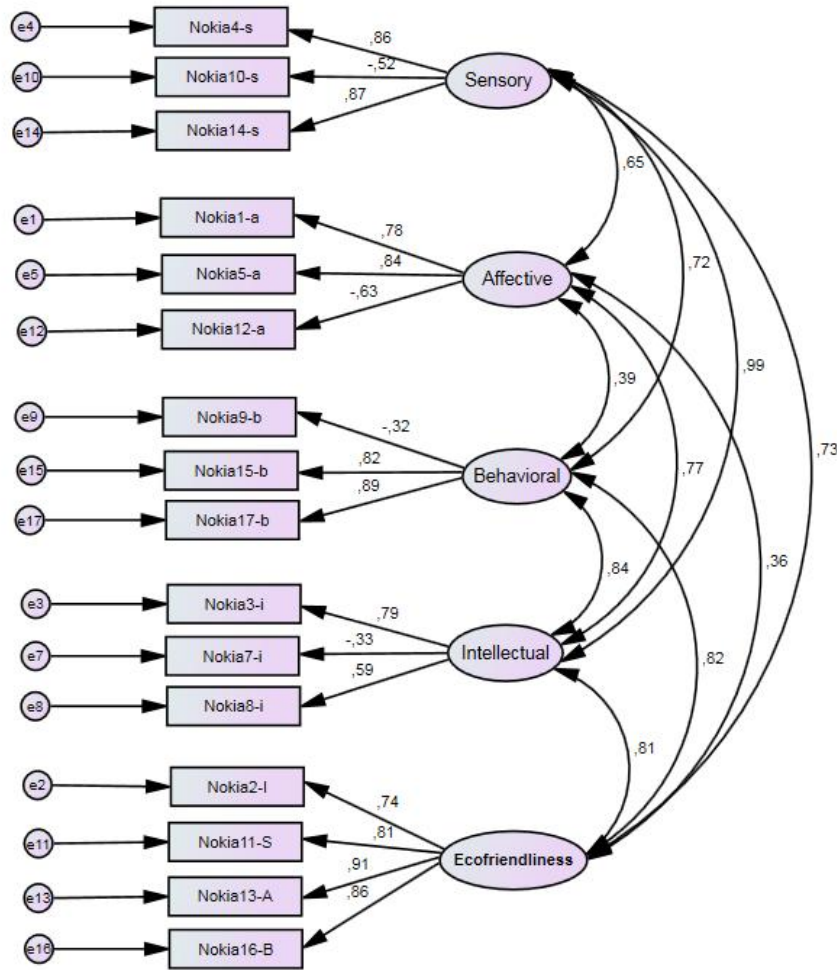 e4
Nokia4-s
,86
e10
Nokia10-s
-,52
Sensory
e14
Nokia14-s
,87
,65
e1
Nokia1-a
,78
e5
Nokia5-a
,84
Affective
,72
e12
Nokia12-a
-,63
,39
,99
,73
e9
Nokia9-b
-,32
e15
Nokia15-b
,82
Behavioral
,77
e17
Nokia17-b
,89
,36
,84
e3
Nokia3-i
,79
e7
Nokia7-i
-,33
Intellectual
,82
e8
Nokia8-i
,59
,81
e2
Nokia2-I
,74
e11
Nokia11-S
,81
Ecofriendliness
e13
Nokia13-A
,91
,86
e16
Nokia16-B